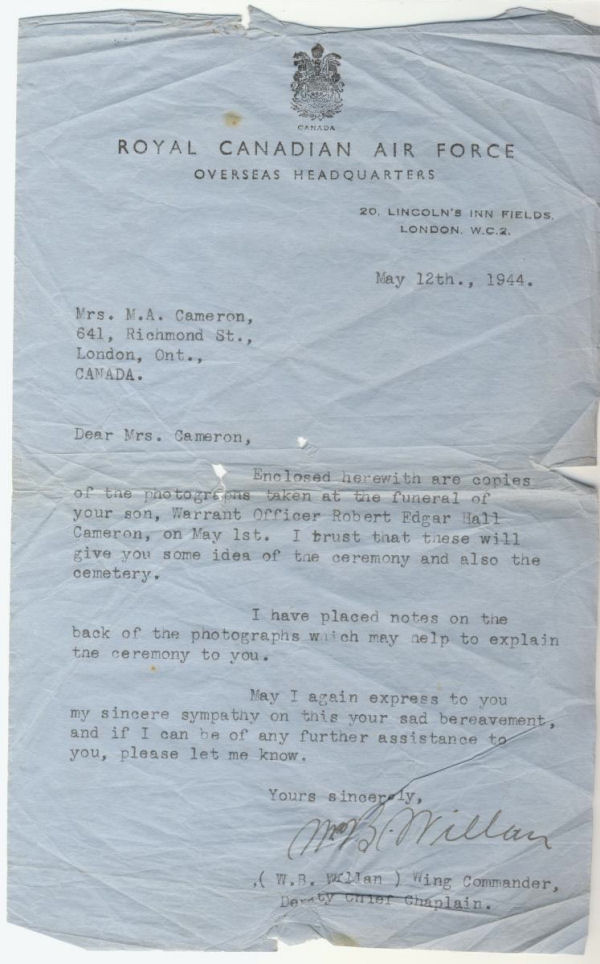 CANADA
ROYAL CANADIAN AIR FORCE
OVERSEAS HEADQUARTERS
20, LINCOLN'S INN FIELDS,
LONDON, W.C.2.
May 12th., 1944.
Mrs. M.A. Cameron,
641, Richmond St.,
London, Ont.,
CANADA.
Dear Mrs. Cameron,
Enclosed herewith are copies
of the photographs taken at the funeral of
your son, Warrant Officer Robert Edgar Hall
Cameron, on May 1st. I trust that these will
give you some idea of the ceremony and also the
cemetery.
I have placed notes on the
back of the photographs which may help to explain
the ceremony to you.
May I again express to you
my sincere sympathy on this your sad bereavement,
and if I can be of any further assistance to
you, please let me know.
Yours sincerely,
Wm B. Willan
,( W.B. Willan ) Wing Commander,
Deputy Chief Chaplain.